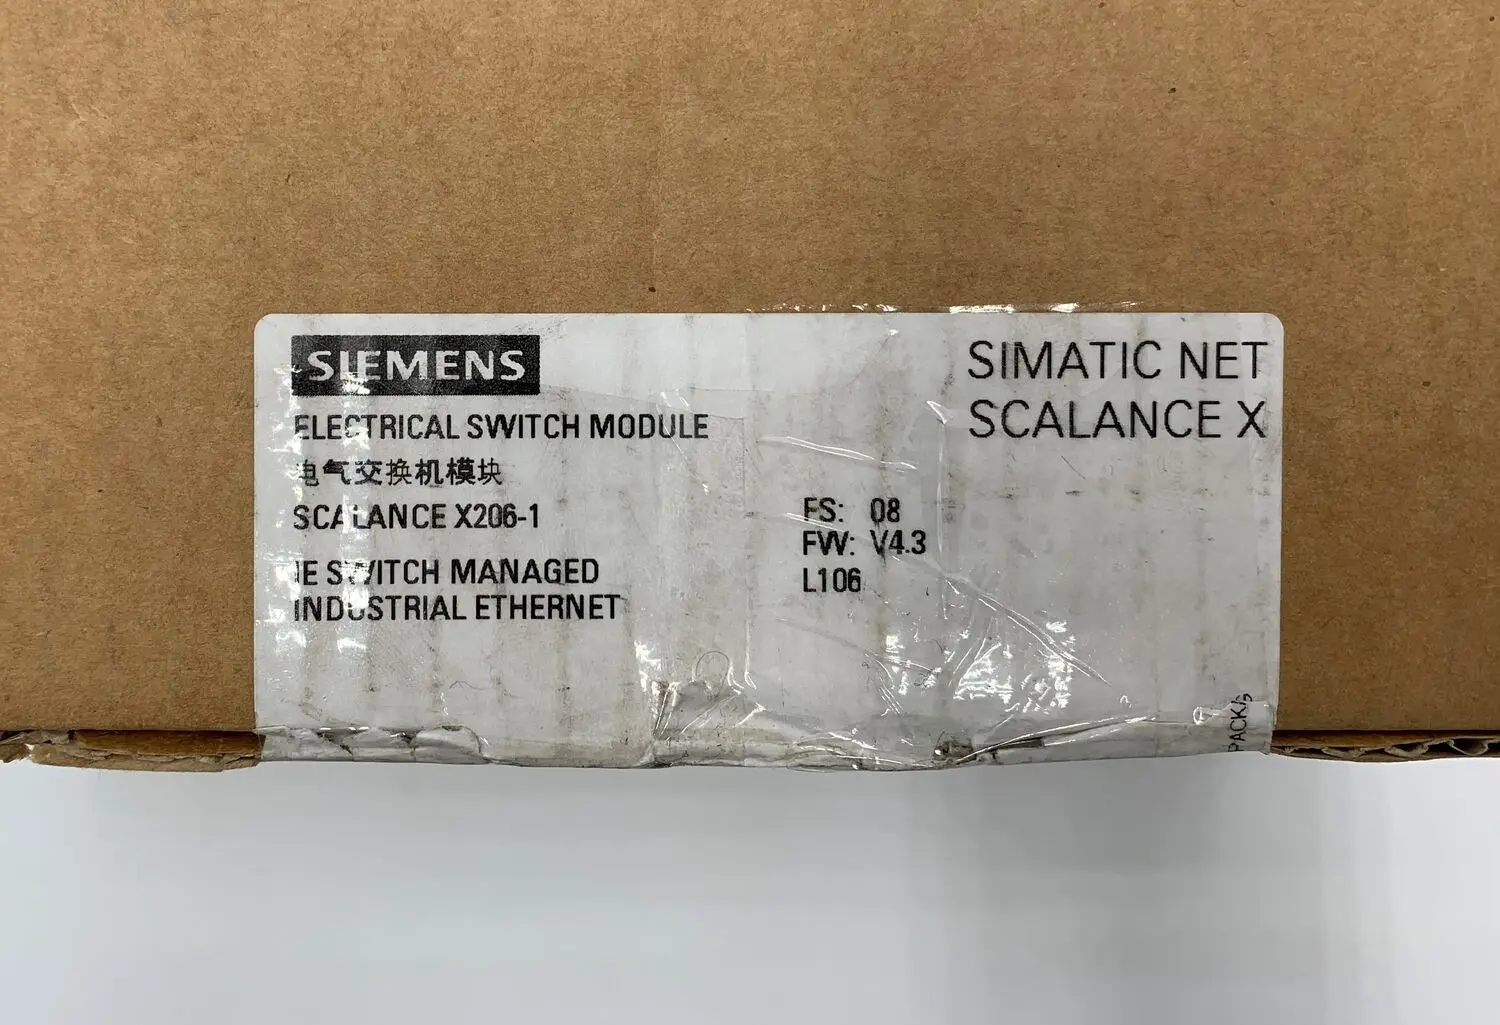 SIEMENS
SIMATIC NET
SCALANCE X
ELECTRICAL SWITCH MODULE
电气交换机模块
SCALANCE X206-1
IE SWITCH MANAGED
INDUSTRIAL ETHERNET
FS: 08
FW: V4.3
L106